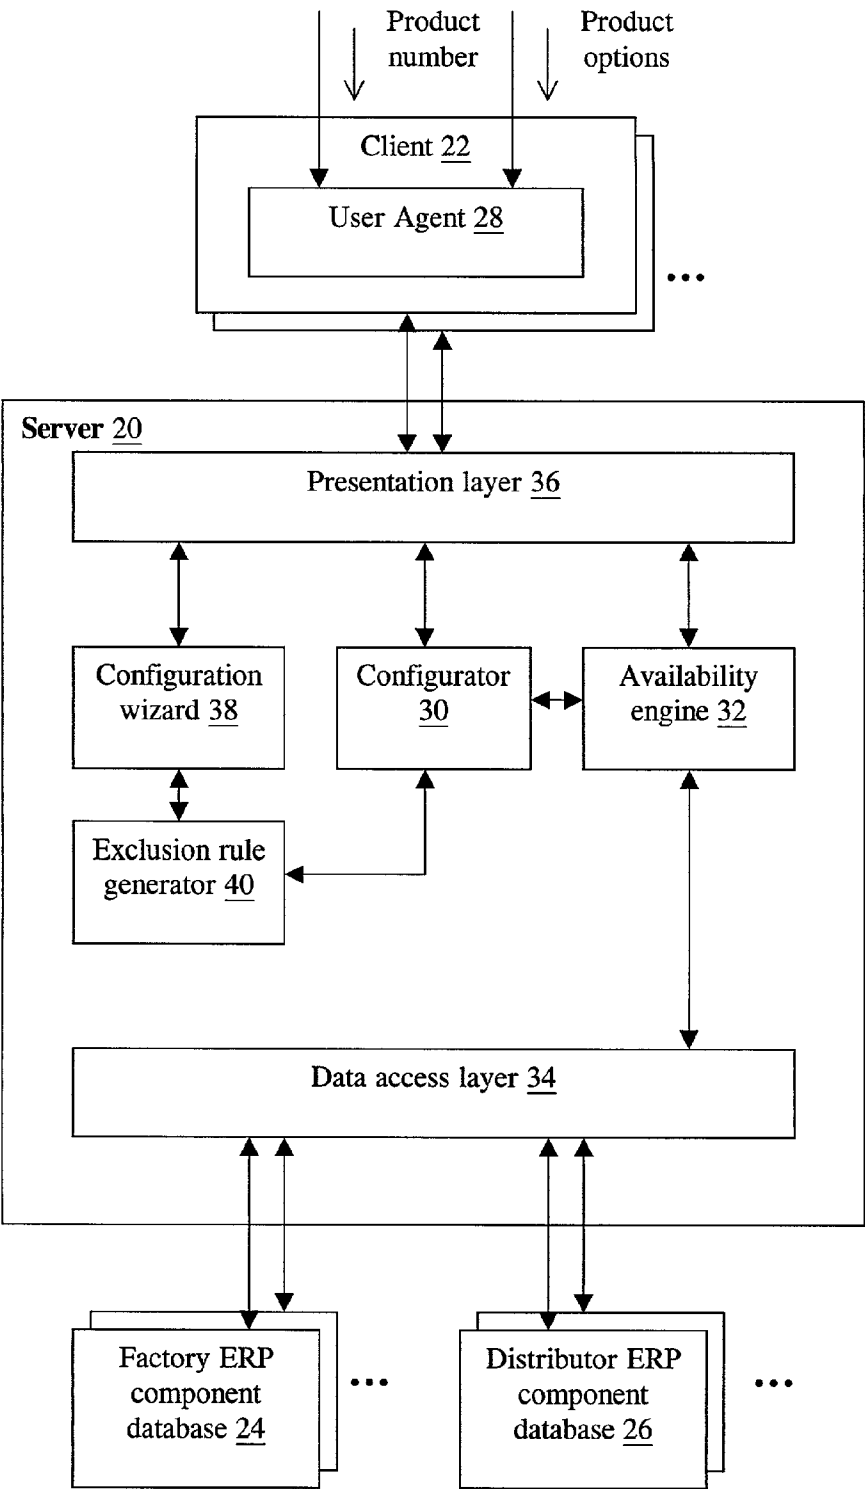 Product number
Product options
Client 22
User Agent 28
...
Server 20
Presentation layer 36
Configuration wizard 38
Configurator 30
Availability engine 32
Exclusion rule generator 40
Data access layer 34
Factory ERP component database 24
...
Distributor ERP component database 26
...